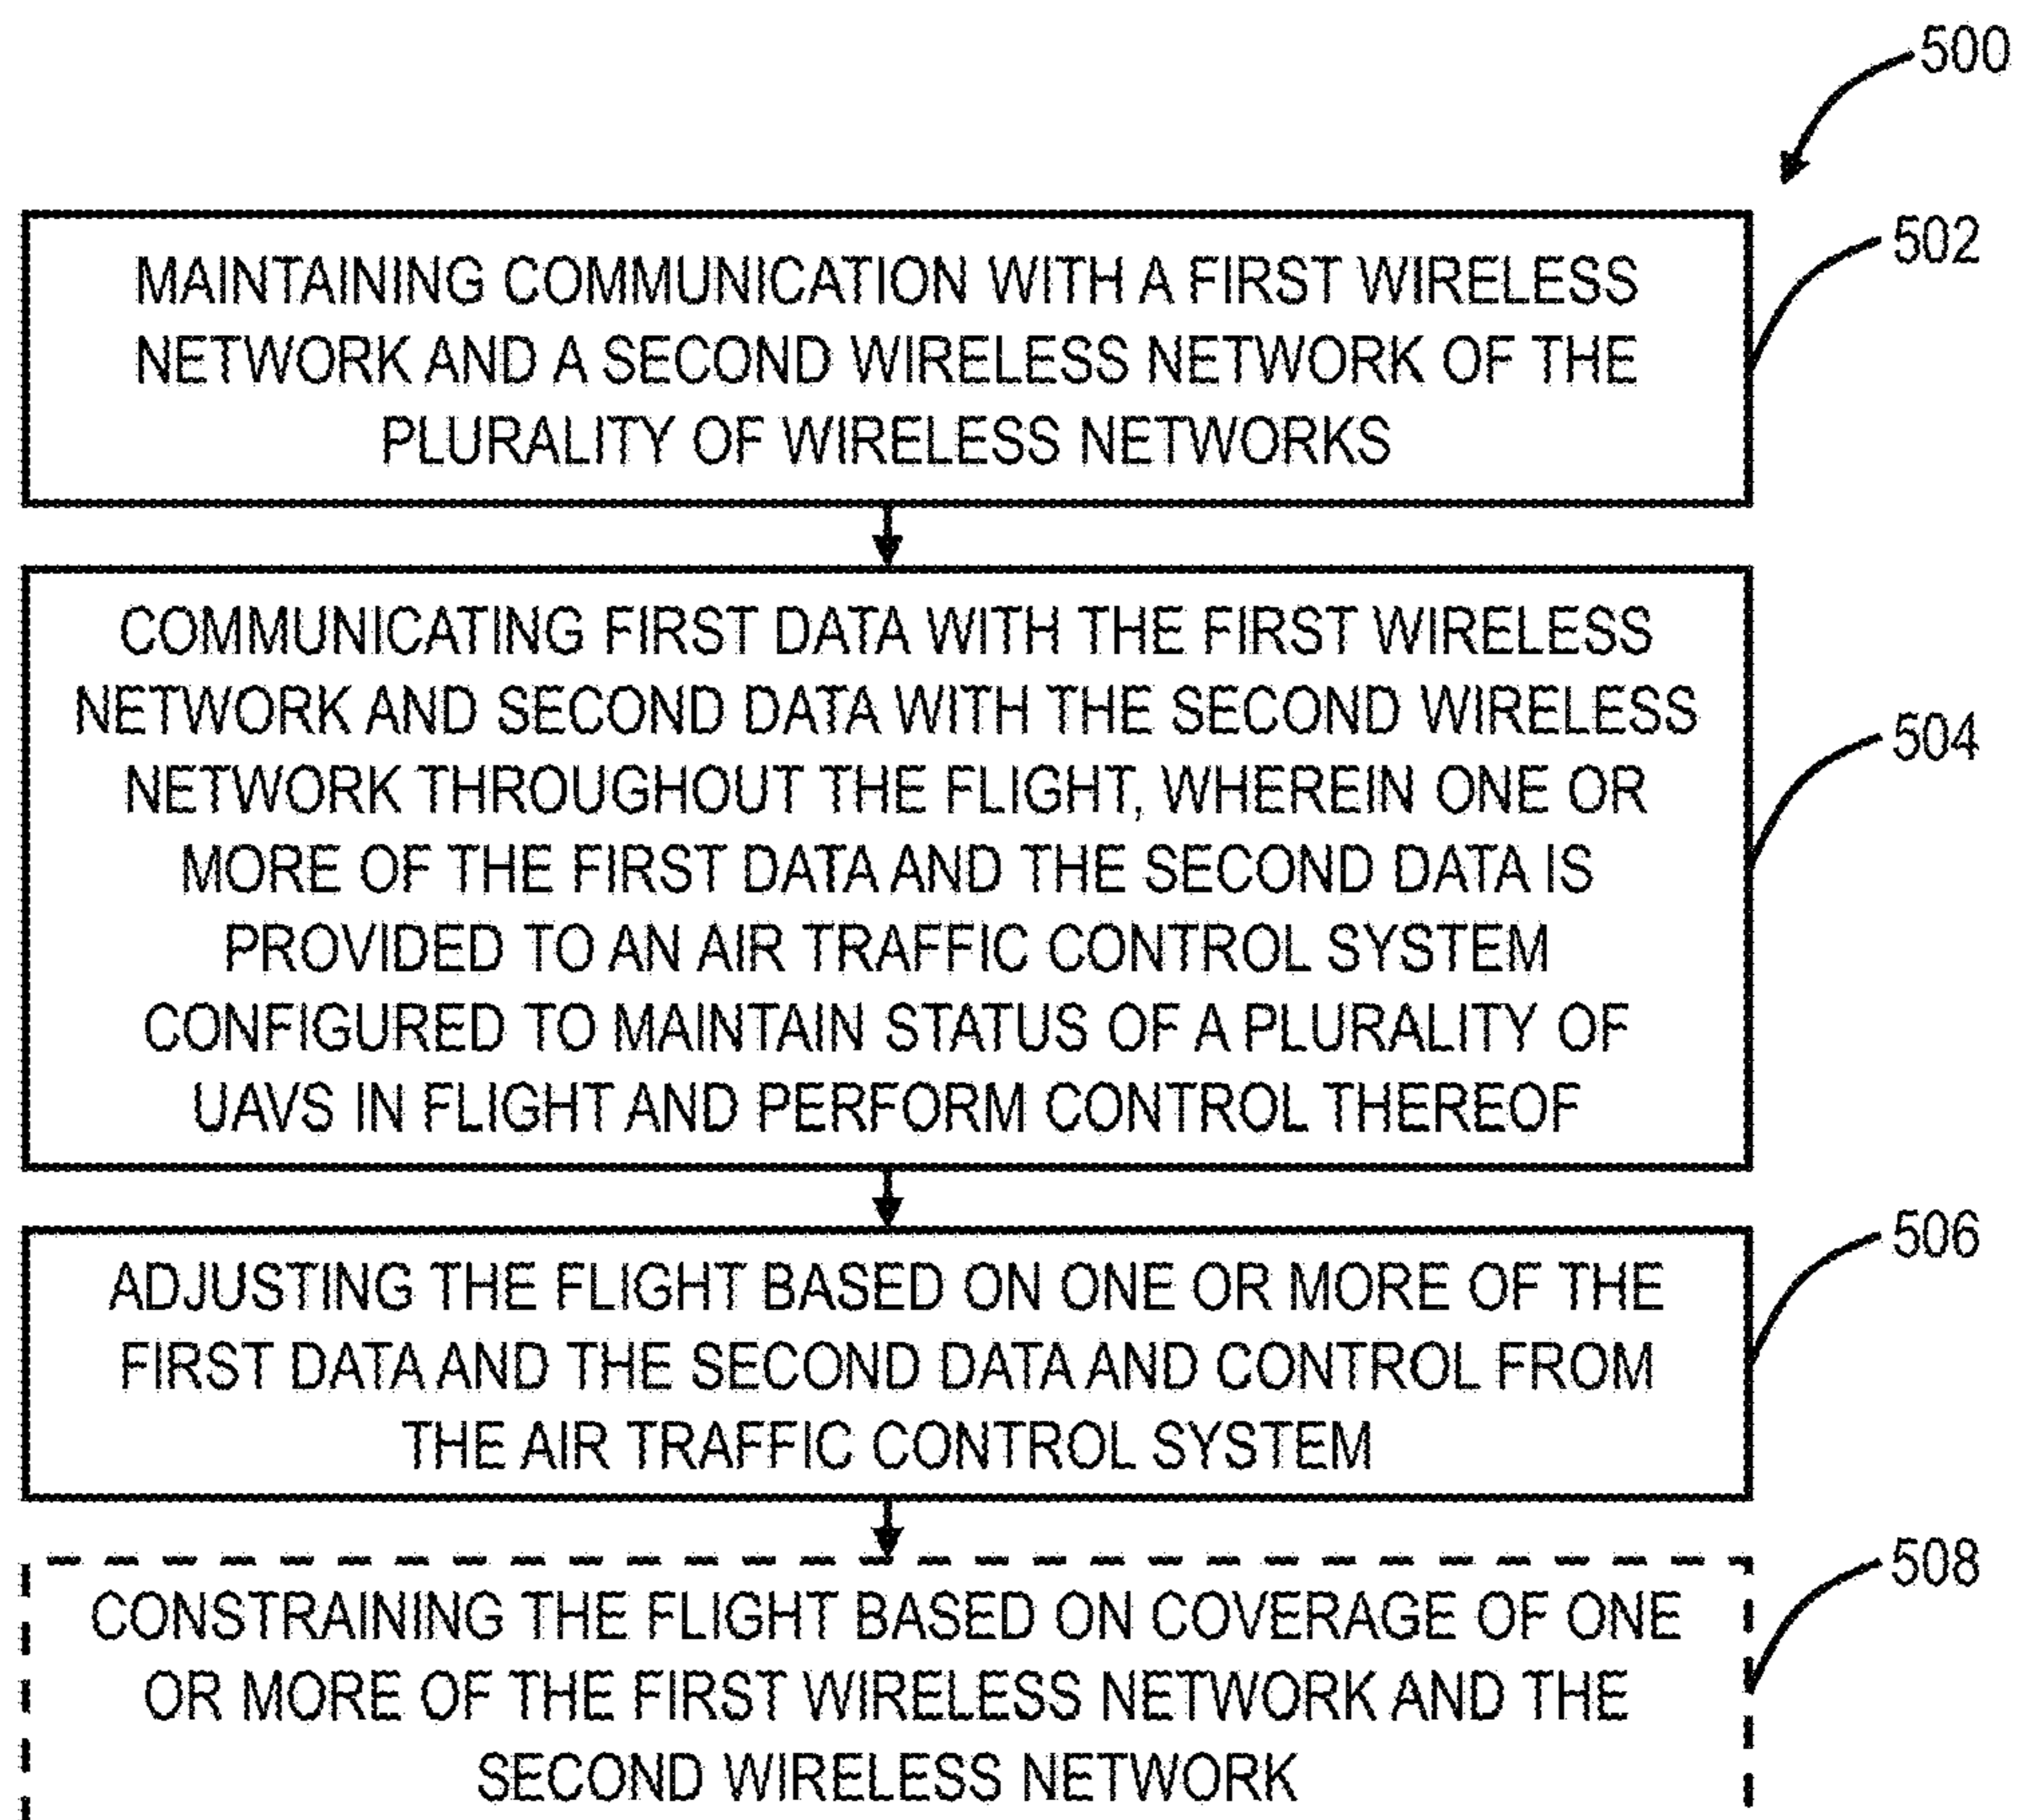 500
502
MAINTAINING COMMUNICATION WITH A FIRST WIRELESS
NETWORK AND A SECOND WIRELESS NETWORK OF THE
PLURALITY OF WIRELESS NETWORKS
504
COMMUNICATING FIRST DATA WITH THE FIRST WIRELESS
NETWORK AND SECOND DATA WITH THE SECOND WIRELESS
NETWORK THROUGHOUT THE FLIGHT, WHEREIN ONE OR
MORE OF THE FIRST DATA AND THE SECOND DATA IS
PROVIDED TO AN AIR TRAFFIC CONTROL SYSTEM
CONFIGURED TO MAINTAIN STATUS OF A PLURALITY OF
UAVS IN FLIGHT AND PERFORM CONTROL THEREOF
506
ADJUSTING THE FLIGHT BASED ON ONE OR MORE OF THE
FIRST DATA AND THE SECOND DATA AND CONTROL FROM
THE AIR TRAFFIC CONTROL SYSTEM
508
CONSTRAINING THE FLIGHT BASED ON COVERAGE OF ONE
OR MORE OF THE FIRST WIRELESS NETWORK AND THE
SECOND WIRELESS NETWORK